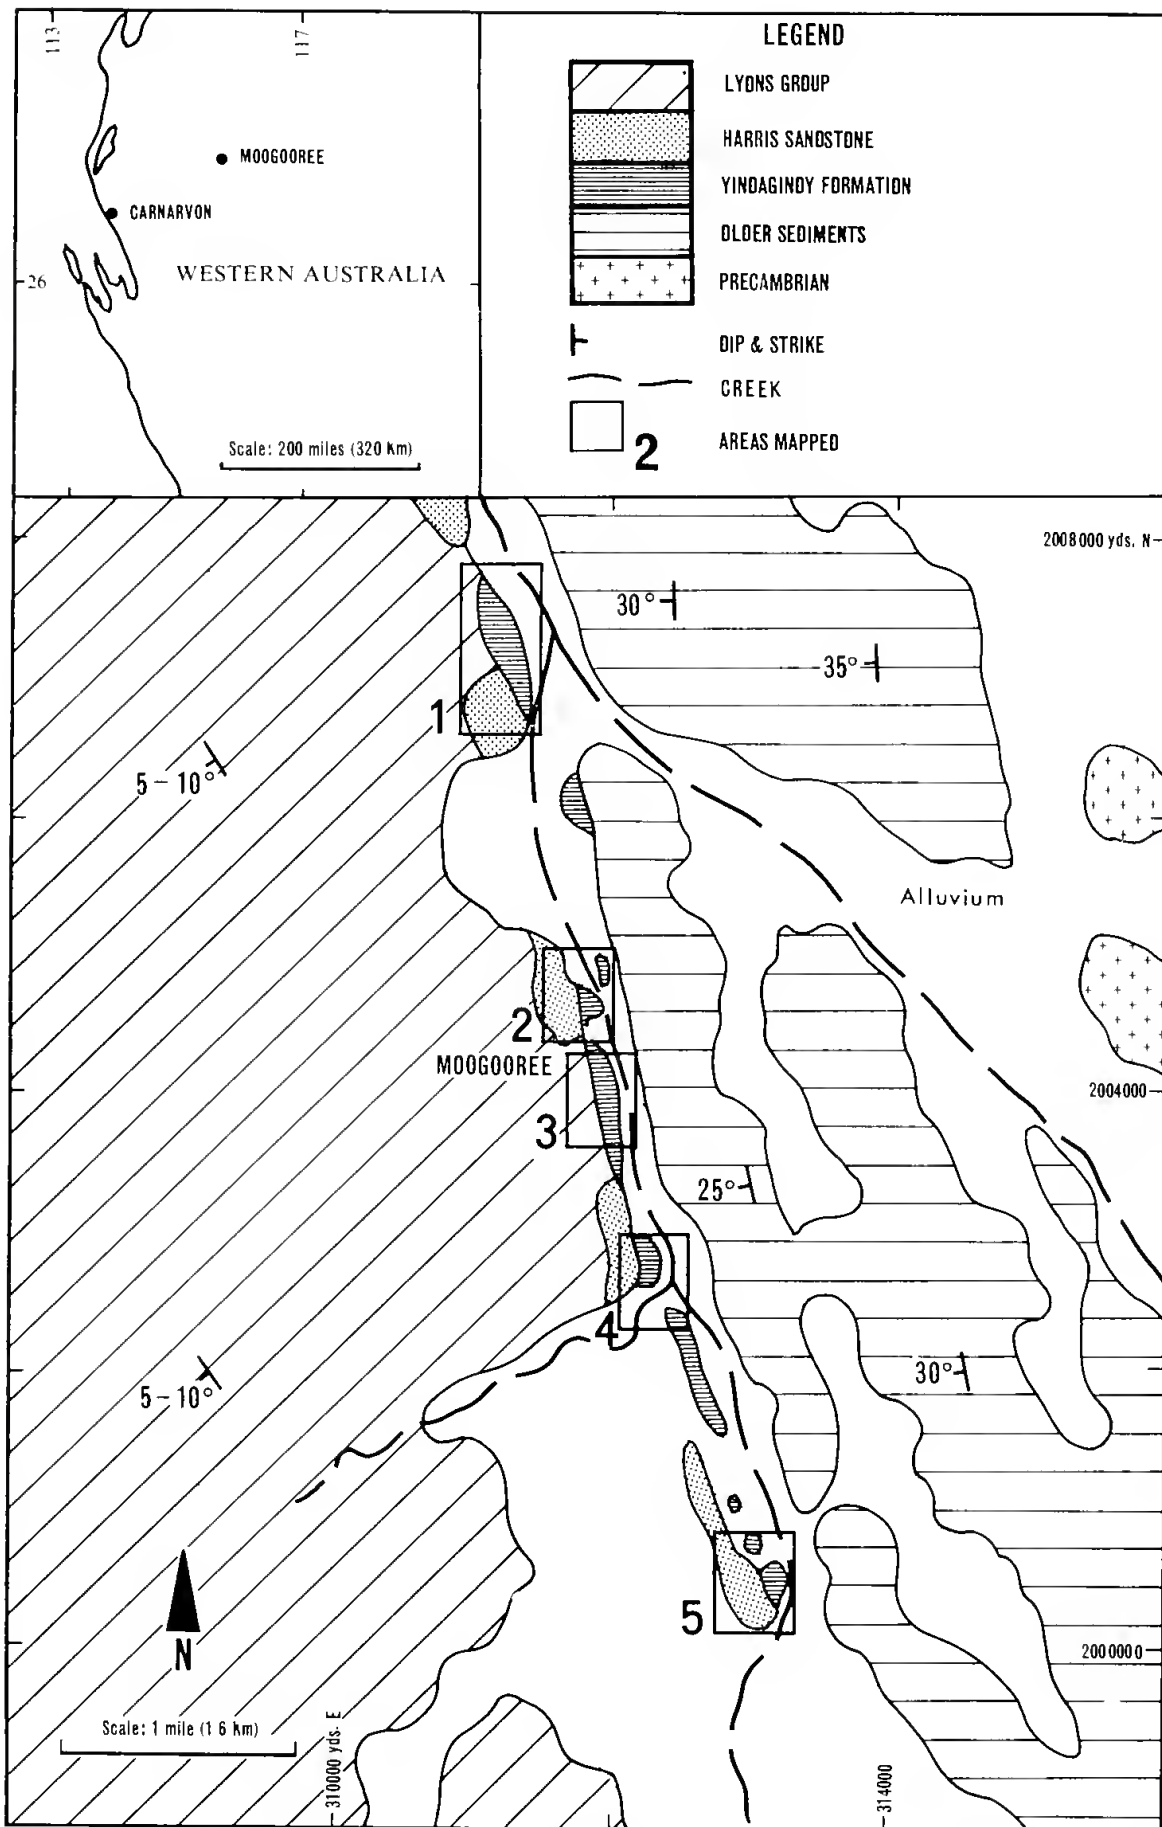 113
117
MOOGOOREE
CARNARVON
26
WESTERN AUSTRALIA
Scale: 200 miles (320 Km)
LEGEND
LYONS GROUP
HARRIS SANDSTONE
YINDAGINDY FORMATION
OLDER SEDIMENTS
PRECAMBRIAN
DIP & STRIKE
CREEK
2
AREAS MAPPED
2008000 yds. N
30°
35°
1
5-10°
Alluvium
2
MOOGOOREE
2004000
3
25°
4
30°
5-10°
5
N
2000000
Scale: 1 mile (1 6 km)
310000 yds. E
314000